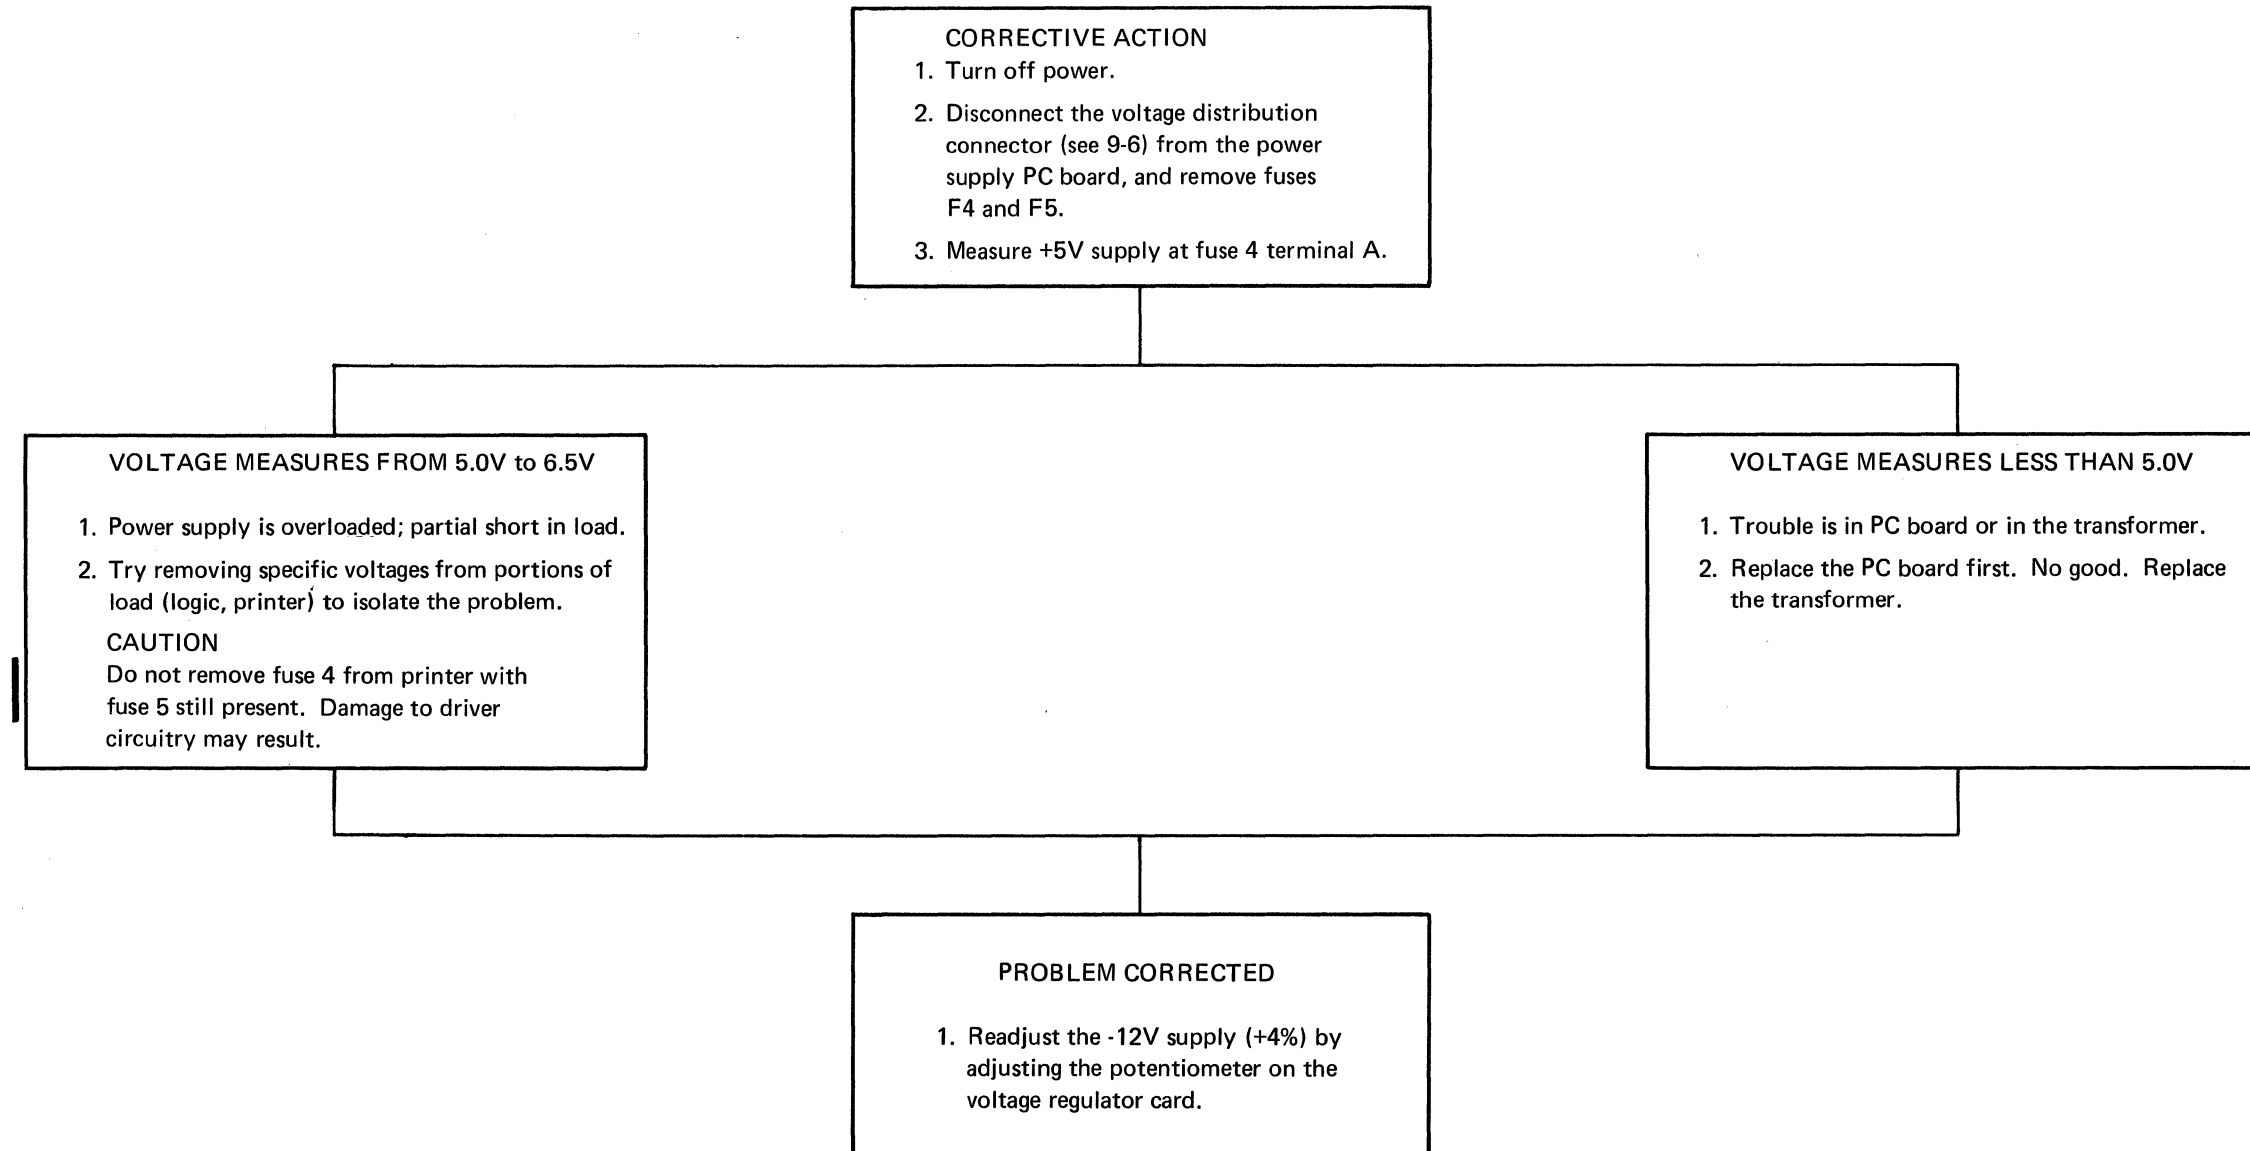 CORRECTIVE ACTION
1. Turn off power.
2. Disconnect the voltage distribution
connector (see 9-6) from the power
supply PC board, and remove fuses
F4 and F5.
3. Measure +5V supply at fuse 4 terminal A.
VOLTAGE MEASURES FROM 5.0V to 6.5V
1. Power supply is overloaded; partial short in load.
2. Try removing specific voltages from portions of
load (logic, printer) to isolate the problem.
CAUTION
Do not remove fuse 4 from printer with
fuse 5 still present. Damage to driver
circuitry may result.
VOLTAGE MEASURES LESS THAN 5.0V
1. Trouble is in PC board or in the transformer.
2. Replace the PC board first. No good. Replace
the transformer.
PROBLEM CORRECTED
1. Readjust the -12V supply (+4%) by
adjusting the potentiometer on the
voltage regulator card.